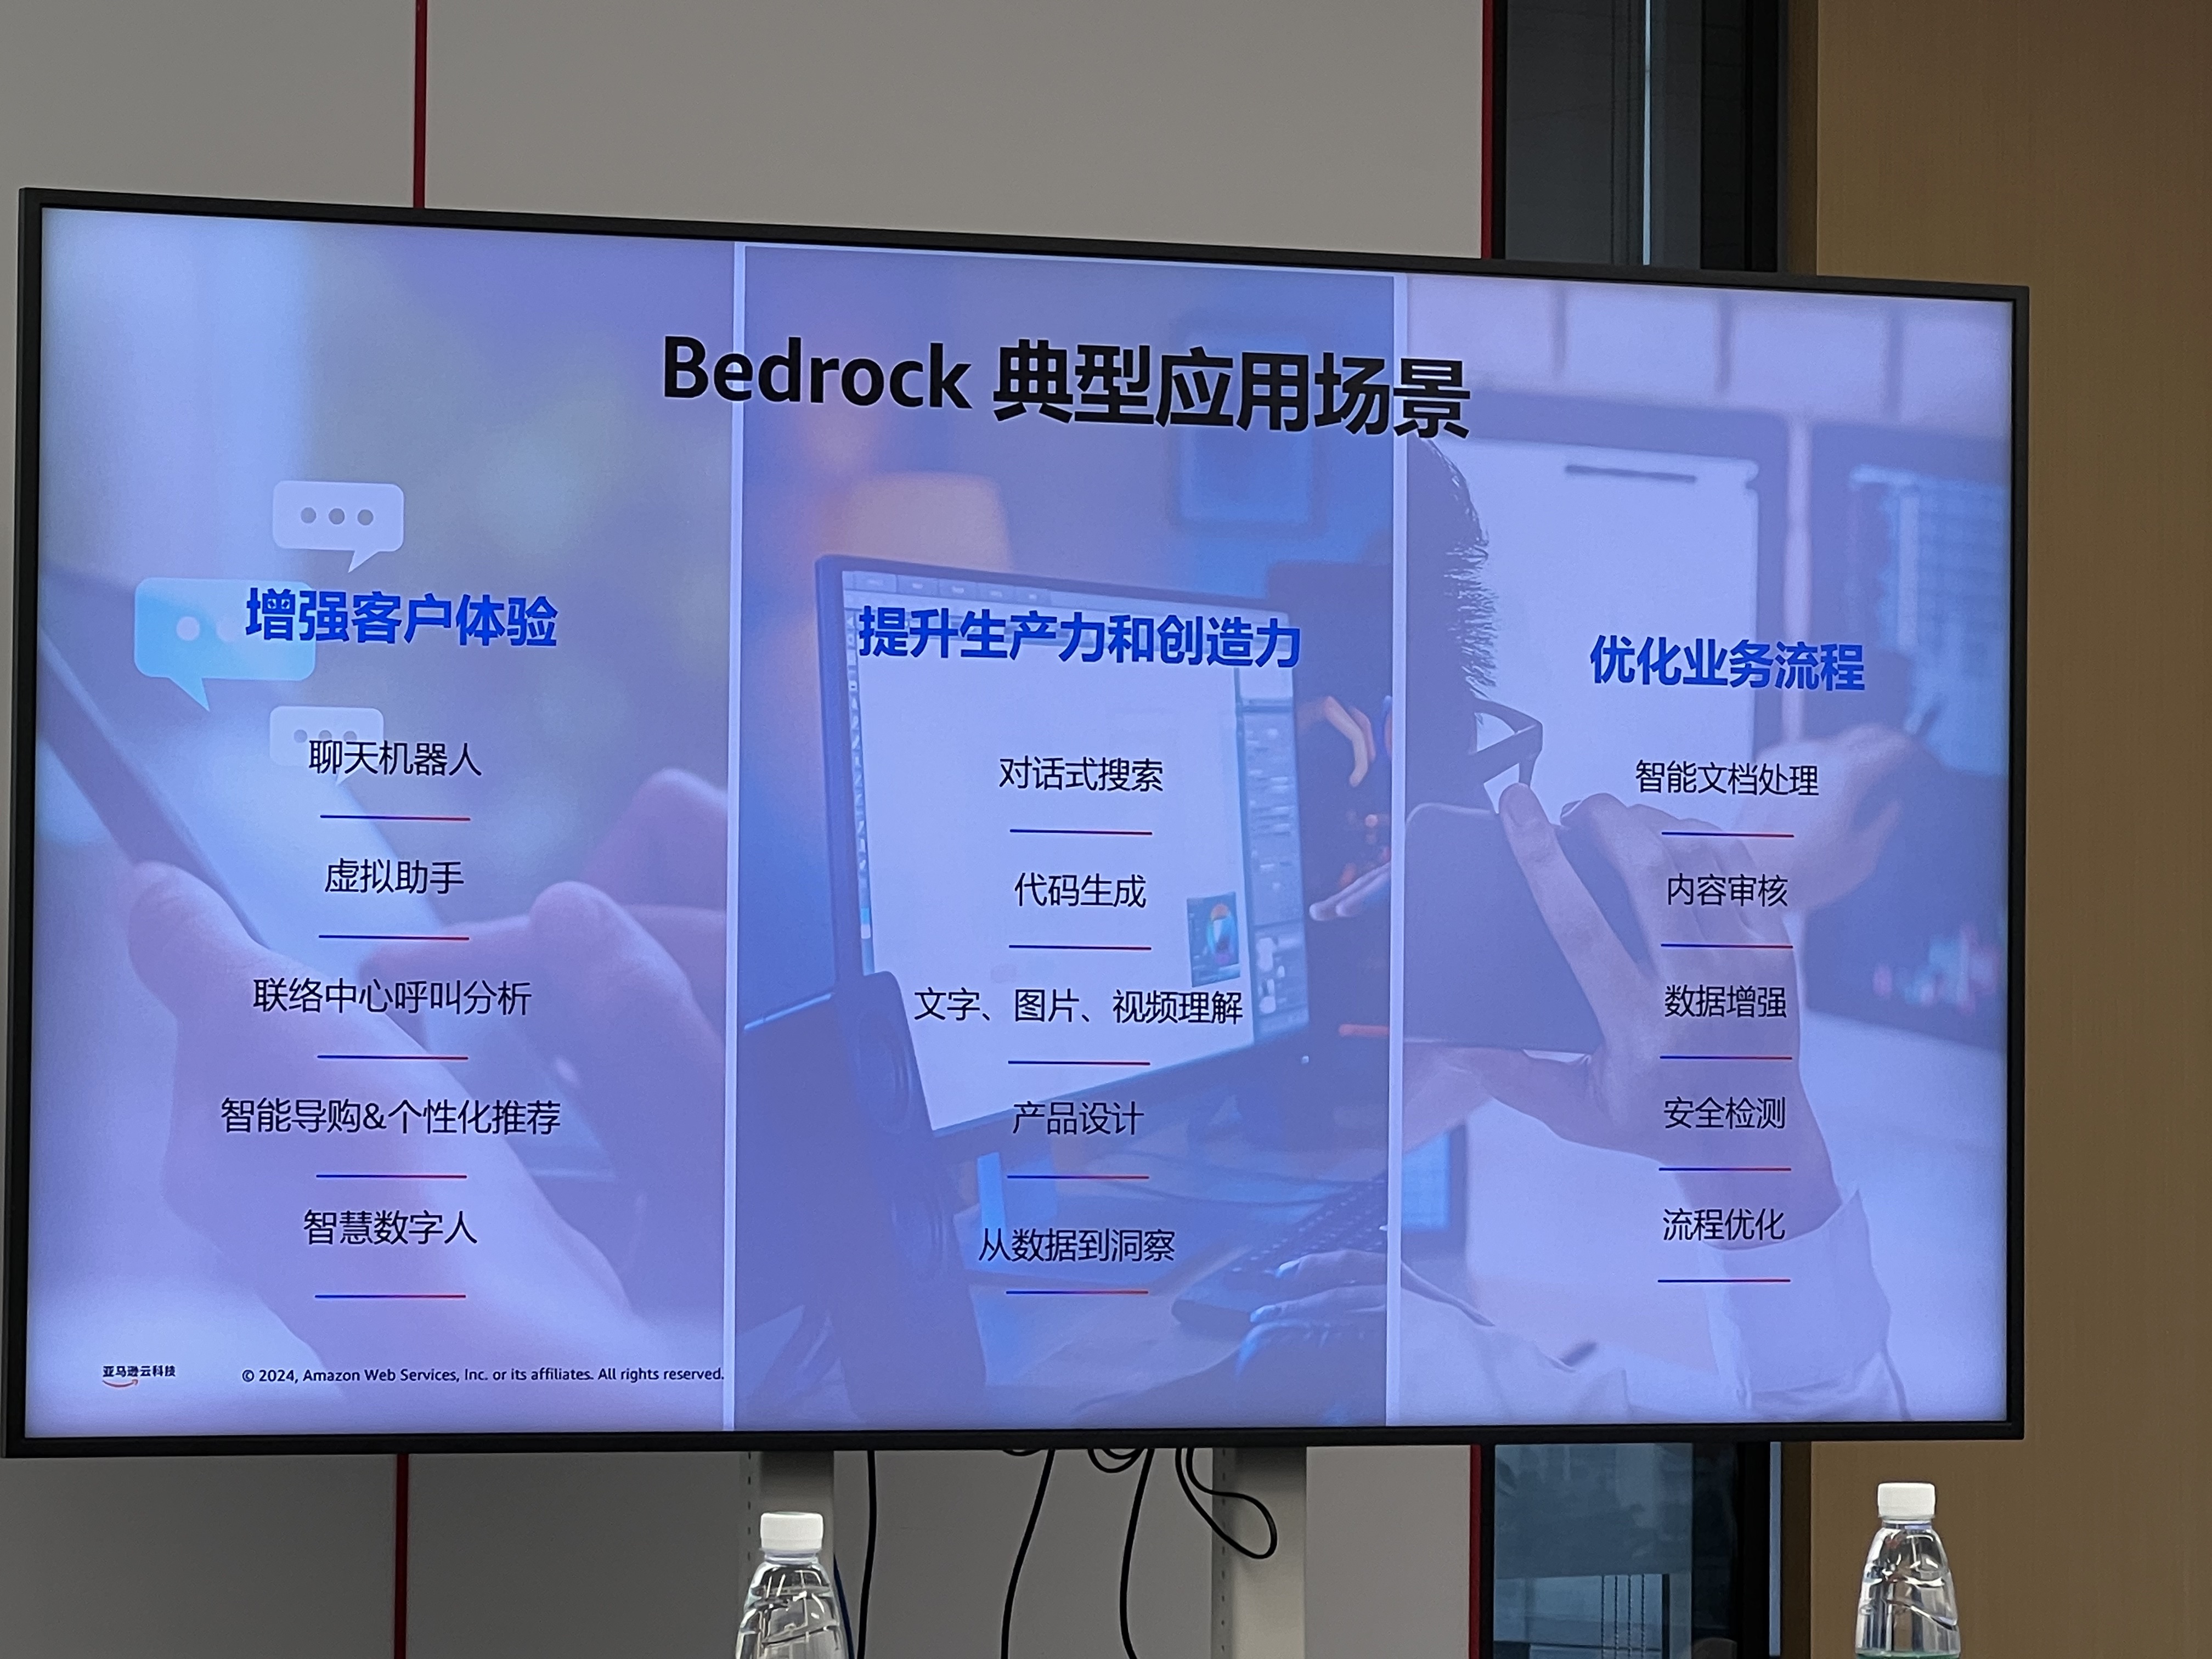 Bedrock 典型应用场景
增强客户体验
聊天机器人
虚拟助手
联络中心呼叫分析
智能导购&个性化推荐
智慧数字人
提升生产力和创造力
对话式搜索
代码生成
文字、图片、视频理解
产品设计
从数据到洞察
优化业务流程
智能文档处理
内容审核
数据增强
安全检测
流程优化
亚马逊云科技
© 2024, Amazon Web Services, Inc. or its affiliates. All rights reserved.